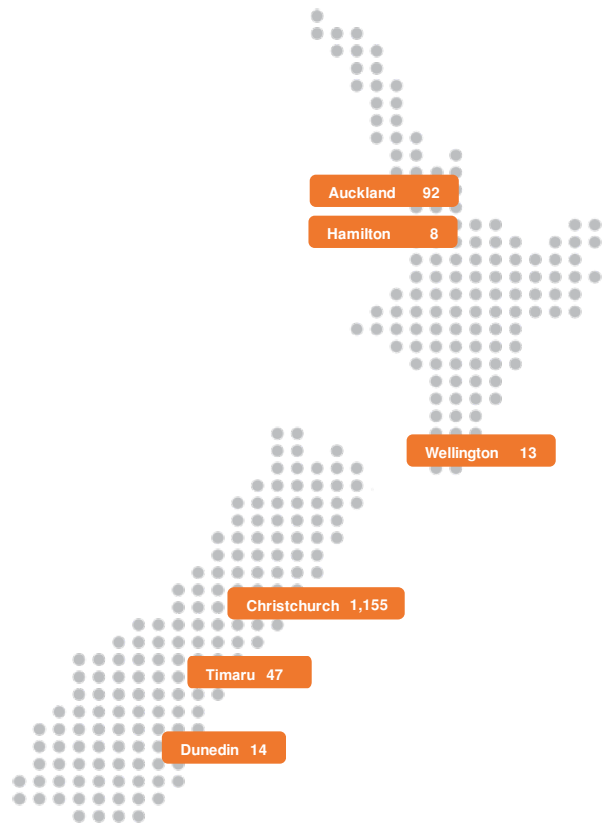 Auckland 92
Hamilton 8
Wellington 13
Christchurch 1,155
Timaru 47
Dunedin 14